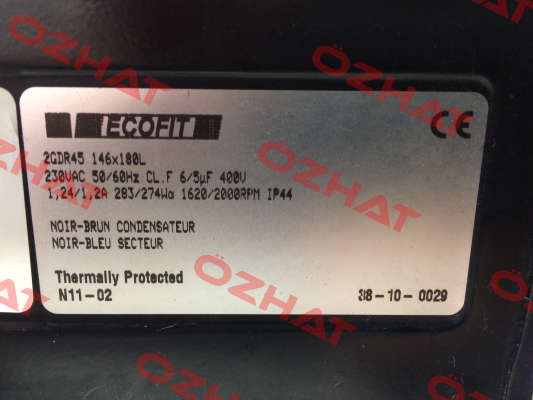 ECOFIT
CE
2GDR45 146x180L
230VAC 50/60Hz CL.F 6/5µF 400V
1,24/1,2A 283/274Wa 1620/2000RPM IP44
NOIR-BRUN CONDENSATEUR
NOIR-BLEU SECTEUR
Thermally Protected
N11-02
38-10-0029
OZHAT
OZHAT
OZHAT
OZHAT
OZHAT
OZHAT